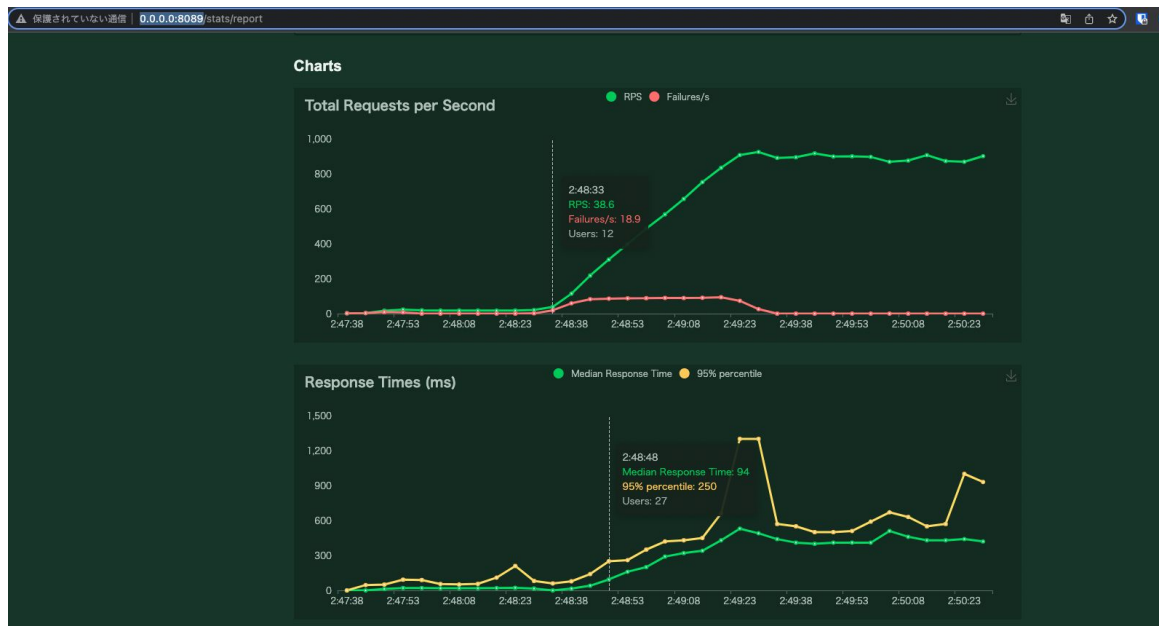 保護されていない通信 | 0.0.0.0:8089/stats/report
Charts
Total Requests per Second
RPS Failures/s
1,000
800
600
400
200
0
2:48:33
RPS: 38.6
Failures/s: 18.9
Users: 12
2:47:38 2:47:53 2:48:08 2:48:23 2:48:38 2:48:53 2:49:08 2:49:23 2:49:38 2:49:53 2:50:08 2:50:23
Response Times (ms)
Median Response Time 95% percentile
1,500
1,200
900
600
300
0
2:48:48
Median Response Time: 94
95% percentile: 250
Users: 27
2:47:38 2:47:53 2:48:08 2:48:23 2:48:38 2:48:53 2:49:08 2:49:23 2:49:38 2:49:53 2:50:08 2:50:23